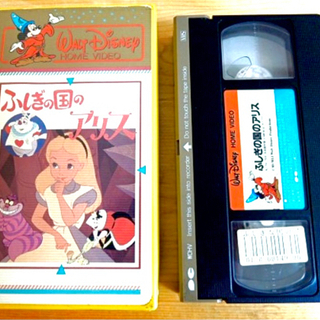 WALT DISNEY
HOME VIDEO
ふしぎの国の
アリス
VHS
Do not touch the tape inside
Insert this side into recorder
WALT DISNEY HOME VIDEO
ふしぎの国のアリス